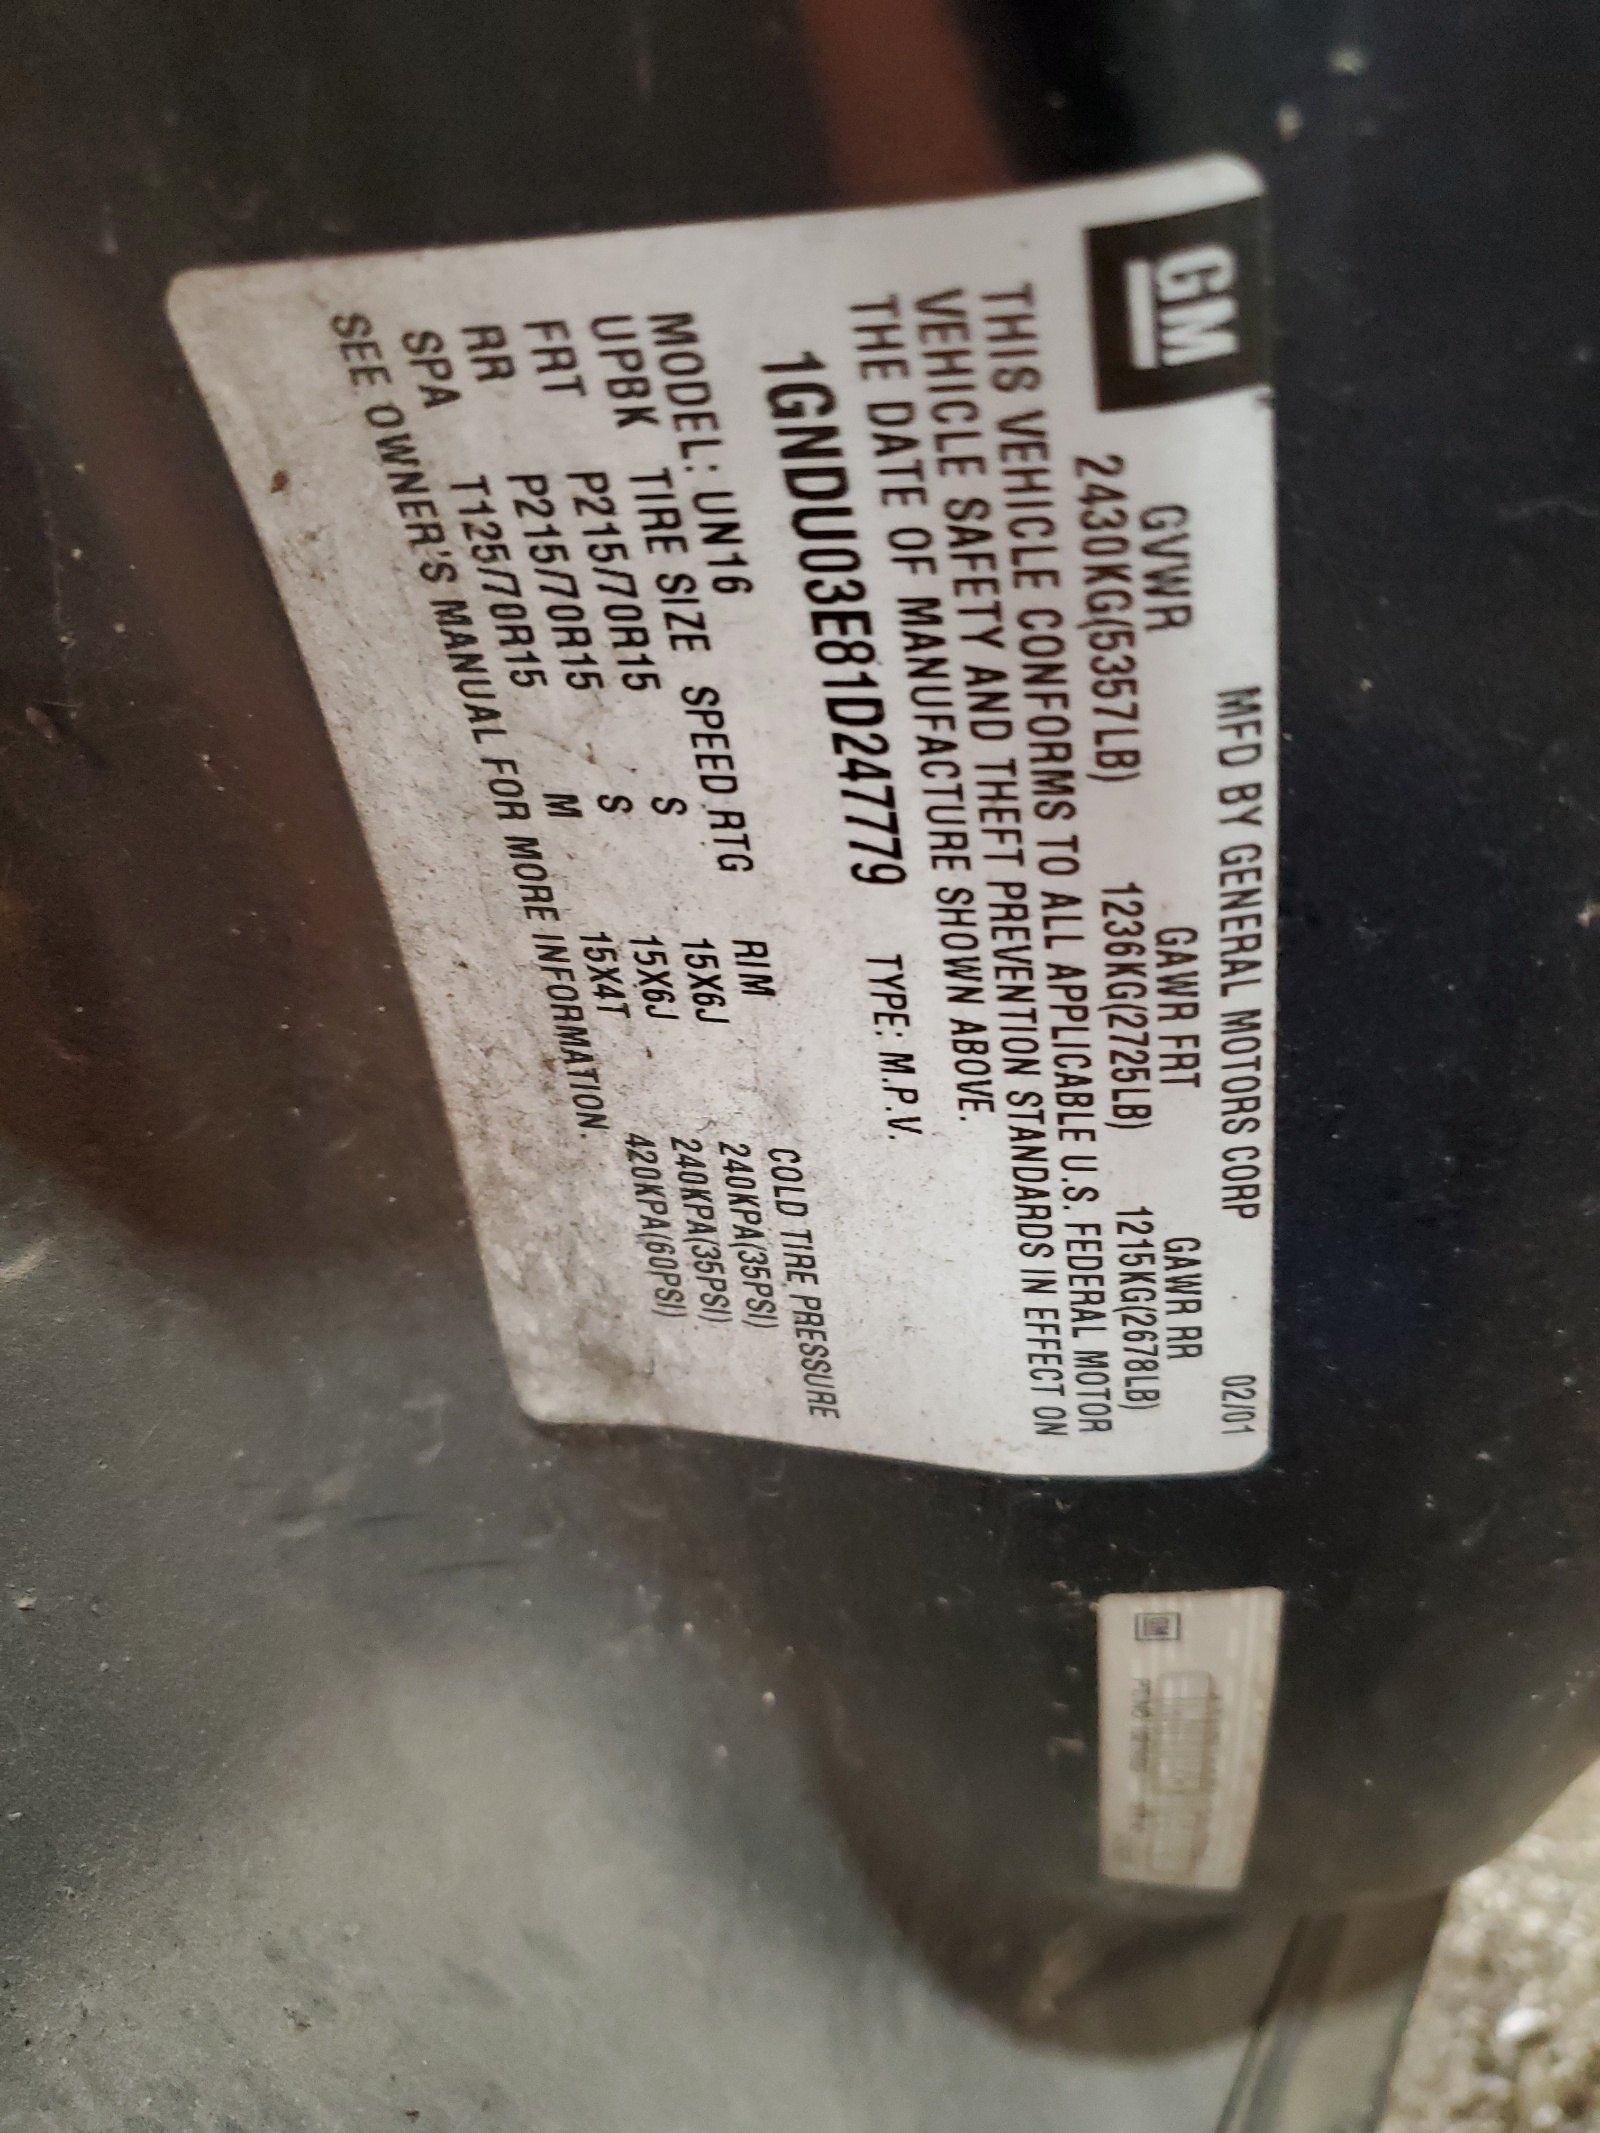 GM
MFD BY GENERAL MOTORS CORP 02/01
GVWR GAWR FRT GAWR RR
2430KG(5357LB) 1236KG(2725LB) 1215KG(2678LB)
THIS VEHICLE CONFORMS TO ALL APPLICABLE U.S. FEDERAL MOTOR
VEHICLE SAFETY AND THEFT PREVENTION STANDARDS IN EFFECT ON
THE DATE OF MANUFACTURE SHOWN ABOVE.
1GNDU03E81D247779 TYPE: M.P.V.
MODEL: UN16
UPBK TIRE SIZE SPEED RTG RIM COLD TIRE PRESSURE
FRT P215/70R15 S 15X6J 240KPA(35PSI)
RR P215/70R15 S 15X6J 240KPA(35PSI)
SPA T125/70R15 M 15X4T 420KPA(60PSI)
SEE OWNER'S MANUAL FOR MORE INFORMATION.
GM